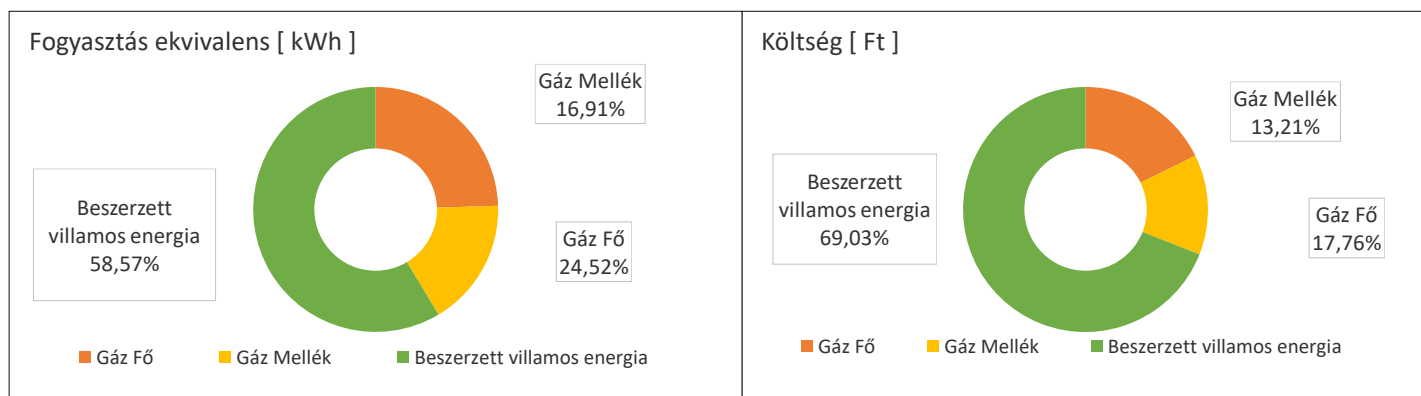 Fogyasztás ekvivalens [ kWh ]
Gáz Mellék
16,91%
Beszerzett
villamos energia
58,57%
Gáz Fő
24,52%
Gáz Fő
Gáz Mellék
Beszerzett villamos energia
Költség [ Ft ]
Gáz Mellék
13,21%
Beszerzett
villamos energia
69,03%
Gáz Fő
17,76%
Gáz Fő
Gáz Mellék
Beszerzett villamos energia